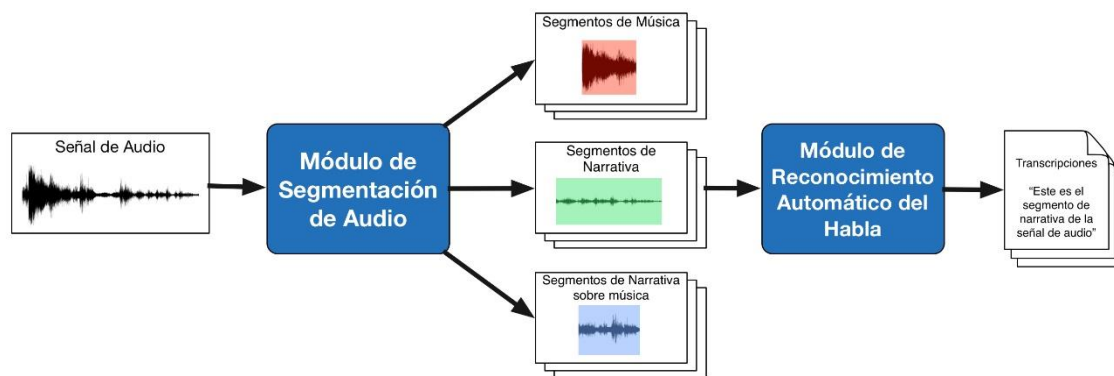 Señal de Audio
Módulo de
Segmentación
de Audio
Segmentos de Música
Segmentos de
Narrativa
Segmentos de Narrativa
sobre música
Módulo de
Reconocimiento
Automático del
Habla
Transcripciones
“Este es el
segmento de
narrativa de la
señal de audio”